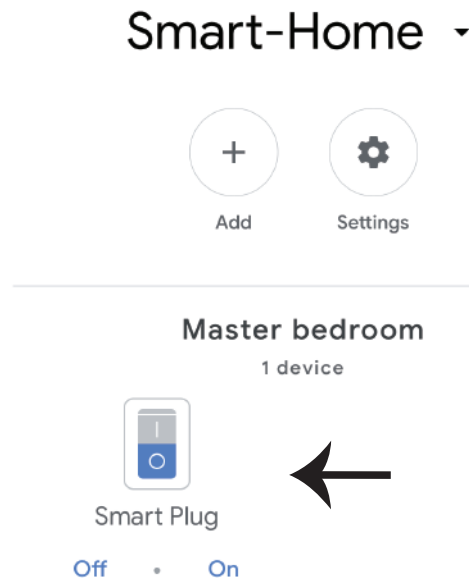 Smart-Home
Add Settings
Master bedroom
1 device
Smart Plug
Off • On